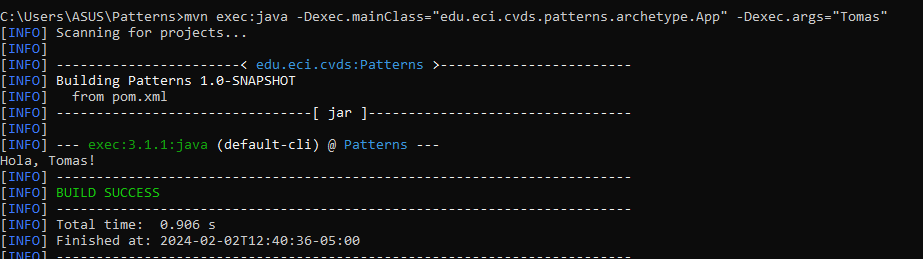 C:\Users\ASUS\Patterns>mvn exec:java -Dexec.mainClass="edu.eci.cvds.patterns.archetype.App" -Dexec.args="Tomas"
[INFO] Scanning for projects...
[INFO]
[INFO] -----------------------< edu.eci.cvds:Patterns >------------------------
[INFO] Building Patterns 1.0-SNAPSHOT
[INFO]   from pom.xml
[INFO] --------------------------------[ jar ]---------------------------------
[INFO]
[INFO] --- exec:3.1.1:java (default-cli) @ Patterns ---
Hola, Tomas!
[INFO] ------------------------------------------------------------------------
[INFO] BUILD SUCCESS
[INFO] ------------------------------------------------------------------------
[INFO] Total time:  0.906 s
[INFO] Finished at: 2024-02-02T12:40:36-05:00
[INFO] ------------------------------------------------------------------------